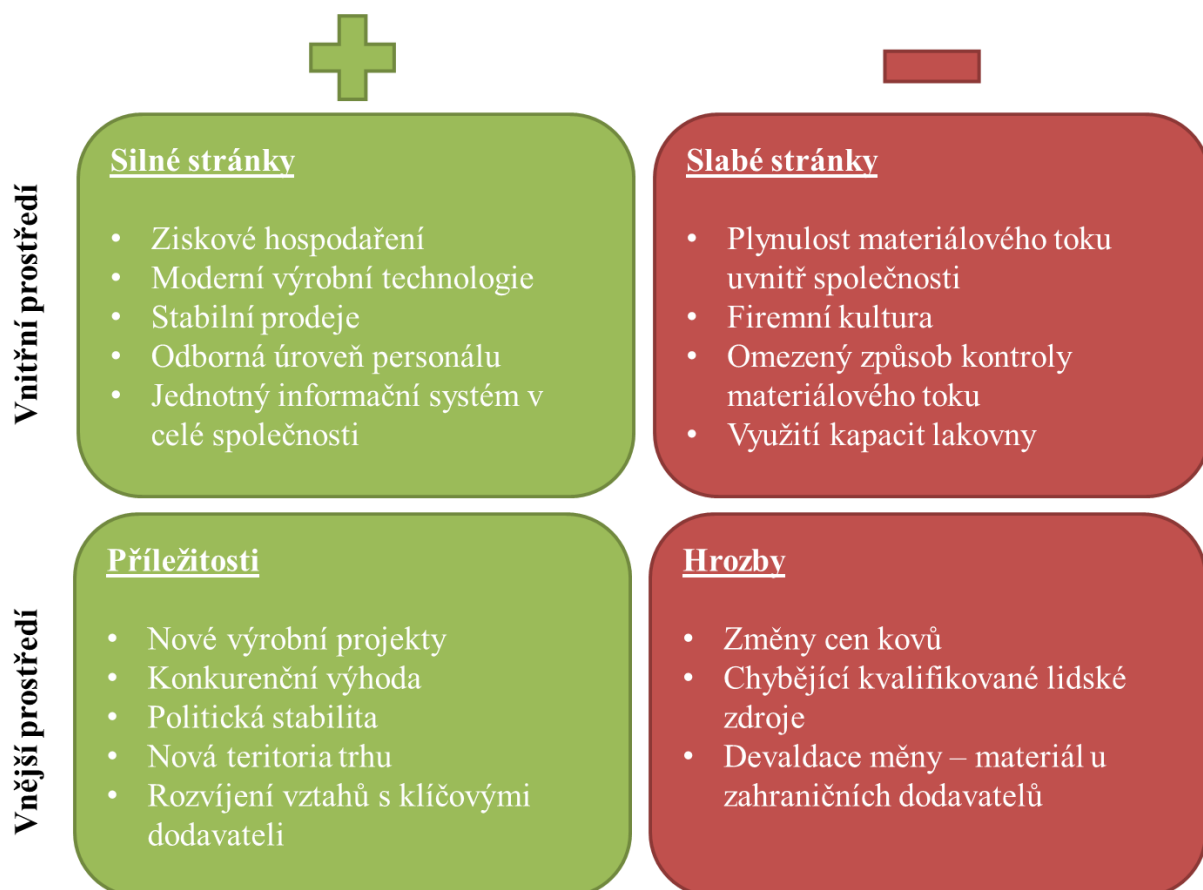 Vnitřní prostředí
Silné stránky
• Ziskové hospodaření
• Moderní výrobní technologie
• Stabilní prodeje
• Odborná úroveň personálu
• Jednotný informační systém v
celé společnosti
Slabé stránky
• Plynulost materiálového toku
uvnitř společnosti
• Firemní kultura
• Omezený způsob kontroly
materiálového toku
• Využití kapacit lakovny
Vnější prostředí
Příležitosti
• Nové výrobní projekty
• Konkurenční výhoda
• Politická stabilita
• Nová teritoria trhu
• Rozvíjení vztahů s klíčovými
dodavateli
Hrozby
• Změny cen kovů
• Chybějící kvalifikované lidské
zdroje
• Devaldace měny – materiál u
zahraničních dodavatelů